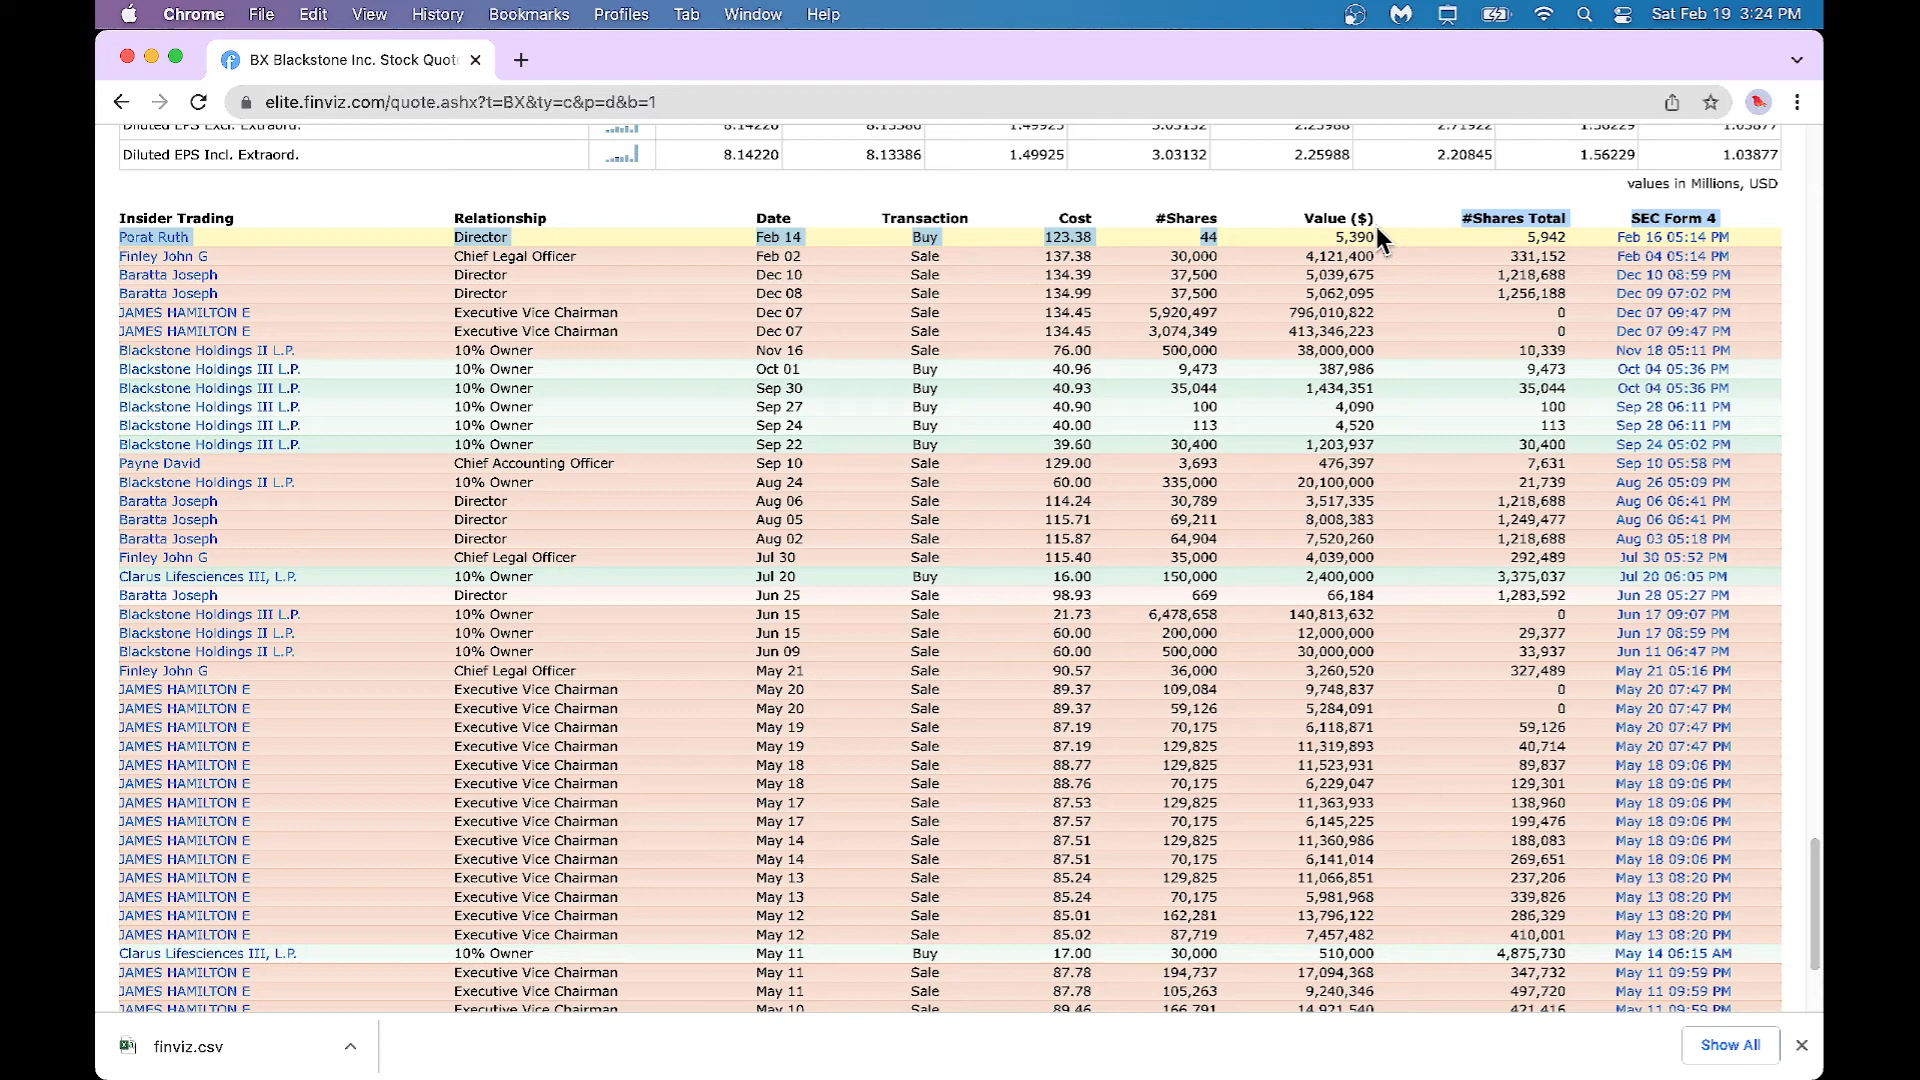 Chrome File Edit View History Bookmarks Profiles Tab Window Help Sat Feb 19 3:24 PM
BX Blackstone Inc. Stock Quot
elite.finviz.com/quote.ashx?t=BX&ty=c&p=d&b=1
Diluted EPS Excl. Extraord. 8.14220 8.13386 1.49925 3.03132 2.25988 2.71922 1.56229 1.03877
Diluted EPS Incl. Extraord. 8.14220 8.13386 1.49925 3.03132 2.25988 2.20845 1.56229 1.03877
values in Millions, USD
Insider Trading Relationship Date Transaction Cost #Shares Value ($) #Shares Total SEC Form 4
Porat Ruth Director Feb 14 Buy 123.38 44 5,390 5,942 Feb 16 05:14 PM
Finley John G Chief Legal Officer Feb 02 Sale 137.38 30,000 4,121,400 331,152 Feb 04 05:14 PM
Baratta Joseph Director Dec 10 Sale 134.39 37,500 5,039,675 1,218,688 Dec 10 08:59 PM
Baratta Joseph Director Dec 08 Sale 134.99 37,500 5,062,095 1,256,188 Dec 09 07:02 PM
JAMES HAMILTON E Executive Vice Chairman Dec 07 Sale 134.45 5,920,497 796,010,822 0 Dec 07 09:47 PM
JAMES HAMILTON E Executive Vice Chairman Dec 07 Sale 134.45 3,074,349 413,346,223 0 Dec 07 09:47 PM
Blackstone Holdings II L.P. 10% Owner Nov 16 Sale 76.00 500,000 38,000,000 10,339 Nov 18 05:11 PM
Blackstone Holdings III L.P. 10% Owner Oct 01 Buy 40.96 9,473 387,986 9,473 Oct 04 05:36 PM
Blackstone Holdings III L.P. 10% Owner Sep 30 Buy 40.93 35,044 1,434,351 35,044 Oct 04 05:36 PM
Blackstone Holdings III L.P. 10% Owner Sep 27 Buy 40.90 100 4,090 100 Sep 28 06:11 PM
Blackstone Holdings III L.P. 10% Owner Sep 24 Buy 40.00 113 4,520 113 Sep 28 06:11 PM
Blackstone Holdings III L.P. 10% Owner Sep 22 Buy 39.60 30,400 1,203,937 30,400 Sep 24 05:02 PM
Payne David Chief Accounting Officer Sep 10 Sale 129.00 3,693 476,397 7,631 Sep 10 05:58 PM
Blackstone Holdings II L.P. 10% Owner Aug 24 Sale 60.00 335,000 20,100,000 21,739 Aug 26 05:09 PM
Baratta Joseph Director Aug 06 Sale 114.24 30,789 3,517,335 1,218,688 Aug 06 06:41 PM
Baratta Joseph Director Aug 05 Sale 115.71 69,211 8,008,383 1,249,477 Aug 06 06:41 PM
Baratta Joseph Director Aug 02 Sale 115.87 64,904 7,520,260 1,218,688 Aug 03 05:18 PM
Finley John G Chief Legal Officer Jul 30 Sale 115.40 35,000 4,039,000 292,489 Jul 30 05:52 PM
Clarus Lifesciences III, L.P. 10% Owner Jul 20 Buy 16.00 150,000 2,400,000 3,375,037 Jul 20 06:05 PM
Baratta Joseph Director Jun 25 Sale 98.93 669 66,184 1,283,592 Jun 28 05:27 PM
Blackstone Holdings III L.P. 10% Owner Jun 15 Sale 21.73 6,478,658 140,813,632 0 Jun 17 09:07 PM
Blackstone Holdings II L.P. 10% Owner Jun 15 Sale 60.00 200,000 12,000,000 29,377 Jun 17 08:59 PM
Blackstone Holdings II L.P. 10% Owner Jun 09 Sale 60.00 500,000 30,000,000 33,937 Jun 11 06:47 PM
Finley John G Chief Legal Officer May 21 Sale 90.57 36,000 3,260,520 327,489 May 21 05:16 PM
JAMES HAMILTON E Executive Vice Chairman May 20 Sale 89.37 109,084 9,748,837 0 May 20 07:47 PM
JAMES HAMILTON E Executive Vice Chairman May 20 Sale 89.37 59,126 5,284,091 0 May 20 07:47 PM
JAMES HAMILTON E Executive Vice Chairman May 19 Sale 87.19 70,175 6,118,871 59,126 May 20 07:47 PM
JAMES HAMILTON E Executive Vice Chairman May 19 Sale 87.19 129,825 11,319,893 40,714 May 20 07:47 PM
JAMES HAMILTON E Executive Vice Chairman May 18 Sale 88.77 129,825 11,523,931 89,837 May 18 09:06 PM
JAMES HAMILTON E Executive Vice Chairman May 18 Sale 88.76 70,175 6,229,047 129,301 May 18 09:06 PM
JAMES HAMILTON E Executive Vice Chairman May 17 Sale 87.53 129,825 11,363,933 138,960 May 18 09:06 PM
JAMES HAMILTON E Executive Vice Chairman May 17 Sale 87.57 70,175 6,145,225 199,476 May 18 09:06 PM
JAMES HAMILTON E Executive Vice Chairman May 14 Sale 87.51 129,825 11,360,986 188,083 May 18 09:06 PM
JAMES HAMILTON E Executive Vice Chairman May 14 Sale 87.51 70,175 6,141,014 269,651 May 18 09:06 PM
JAMES HAMILTON E Executive Vice Chairman May 13 Sale 85.24 129,825 11,066,851 237,206 May 13 08:20 PM
JAMES HAMILTON E Executive Vice Chairman May 13 Sale 85.24 70,175 5,981,968 339,826 May 13 08:20 PM
JAMES HAMILTON E Executive Vice Chairman May 12 Sale 85.01 162,281 13,796,122 286,329 May 13 08:20 PM
JAMES HAMILTON E Executive Vice Chairman May 12 Sale 85.02 87,719 7,457,482 410,001 May 13 08:20 PM
Clarus Lifesciences III, L.P. 10% Owner May 11 Buy 17.00 30,000 510,000 4,875,730 May 14 06:15 AM
JAMES HAMILTON E Executive Vice Chairman May 11 Sale 87.78 194,737 17,094,368 347,732 May 11 09:59 PM
JAMES HAMILTON E Executive Vice Chairman May 11 Sale 87.78 105,263 9,240,346 497,720 May 11 09:59 PM
JAMES HAMILTON E Executive Vice Chairman May 10 Sale 89.46 166,791 14,921,540 421,416 May 11 09:59 PM
finviz.csv Show All